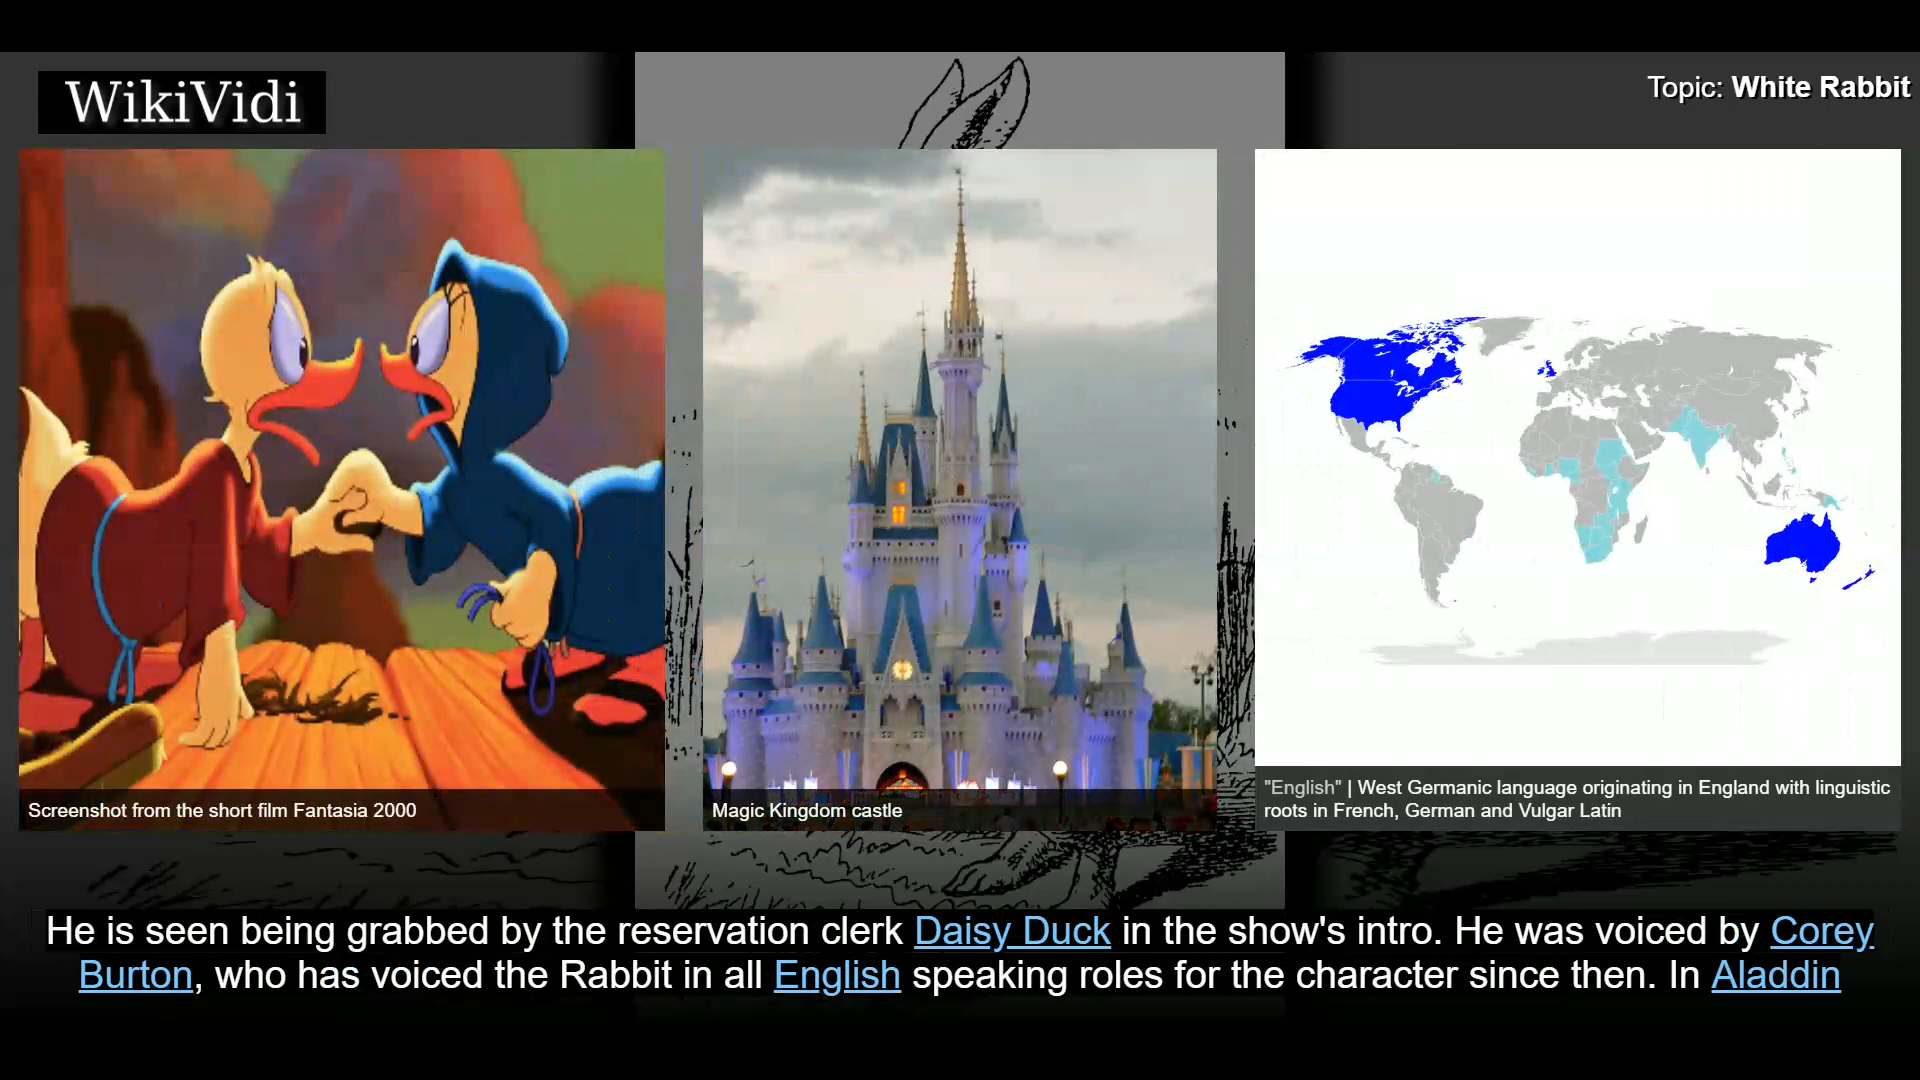 WikiVidi
Topic: White Rabbit
Screenshot from the short film Fantasia 2000
Magic Kingdom castle
"English" | West Germanic language originating in England with linguistic
roots in French, German and Vulgar Latin
He is seen being grabbed by the reservation clerk Daisy Duck in the show's intro. He was voiced by Corey
Burton, who has voiced the Rabbit in all English speaking roles for the character since then. In Aladdin